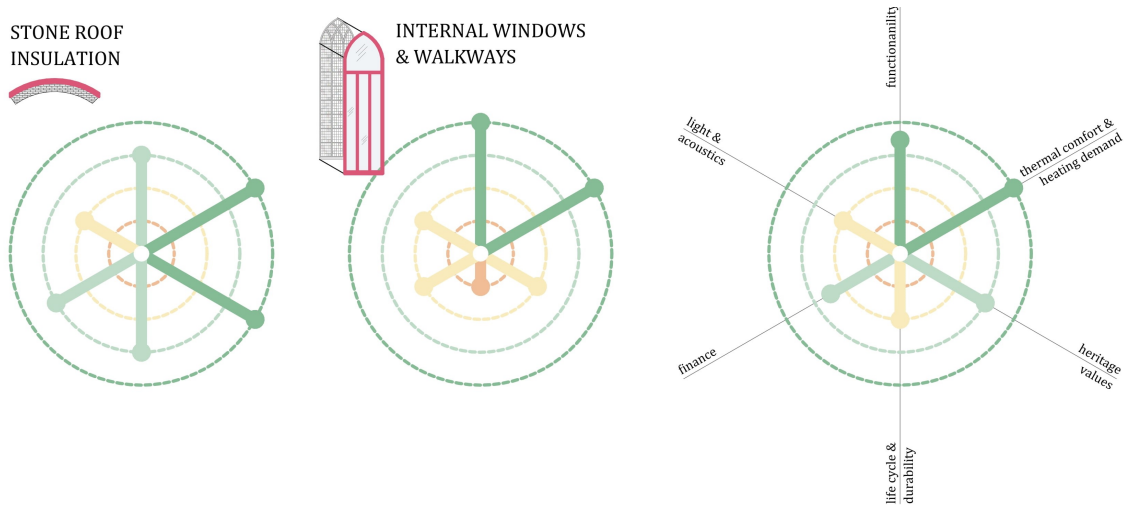 STONE ROOF
INSULATION
INTERNAL WINDOWS
& WALKWAYS
functionanility
light &
acoustics
thermal comfort &
heating demand
finance
heritage
values
life cycle &
durability